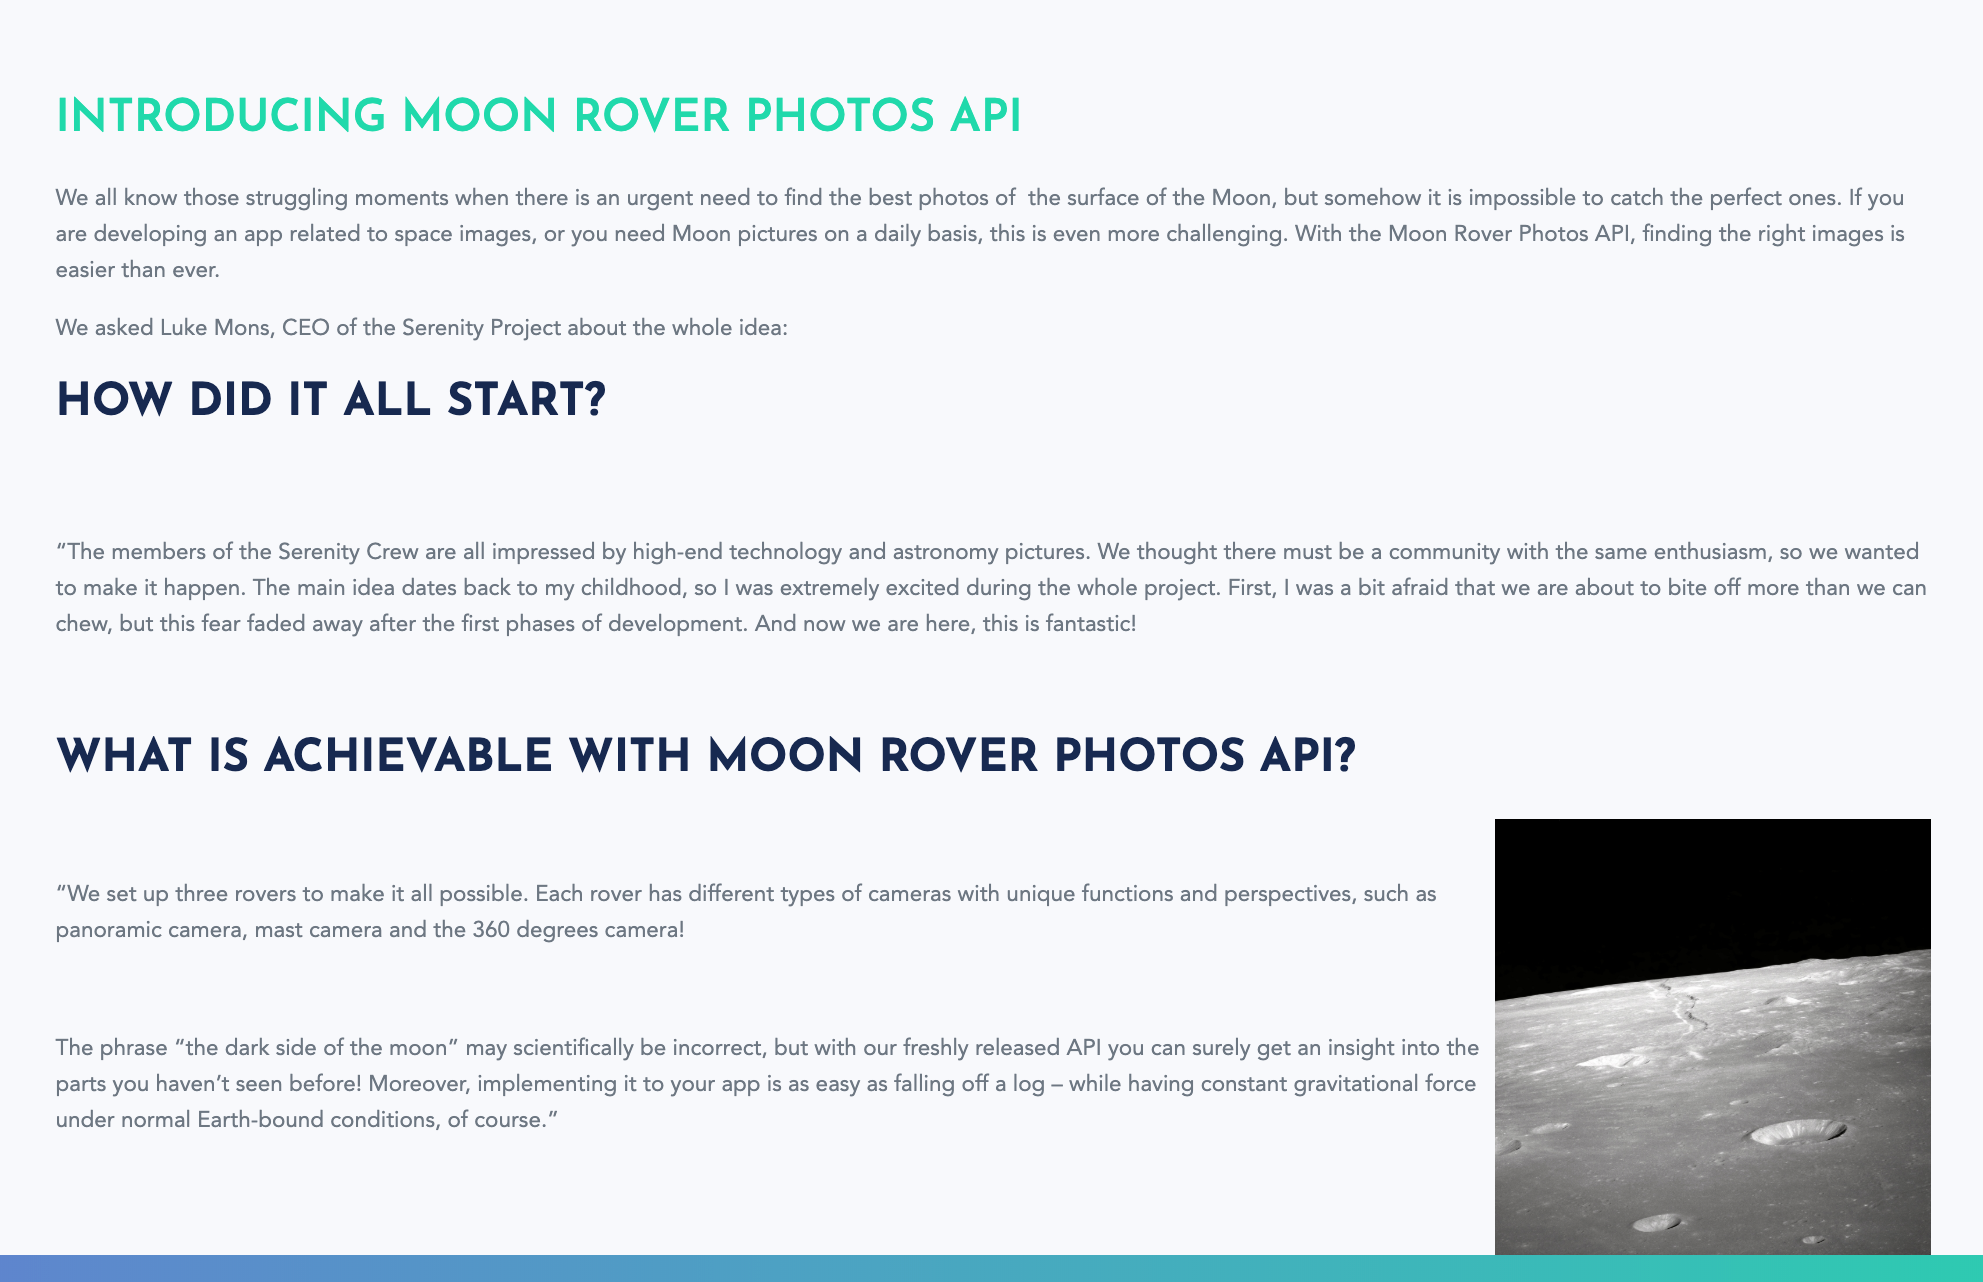 INTRODUCING MOON ROVER PHOTOS API
We all know those struggling moments when there is an urgent need to find the best photos of  the surface of the Moon, but somehow it is impossible to catch the perfect ones. If you
are developing an app related to space images, or you need Moon pictures on a daily basis, this is even more challenging. With the Moon Rover Photos API, finding the right images is
easier than ever.
We asked Luke Mons, CEO of the Serenity Project about the whole idea:
HOW DID IT ALL START?
“The members of the Serenity Crew are all impressed by high-end technology and astronomy pictures. We thought there must be a community with the same enthusiasm, so we wanted
to make it happen. The main idea dates back to my childhood, so I was extremely excited during the whole project. First, I was a bit afraid that we are about to bite off more than we can
chew, but this fear faded away after the first phases of development. And now we are here, this is fantastic!
WHAT IS ACHIEVABLE WITH MOON ROVER PHOTOS API?
“We set up three rovers to make it all possible. Each rover has different types of cameras with unique functions and perspectives, such as
panoramic camera, mast camera and the 360 degrees camera!
The phrase “the dark side of the moon” may scientifically be incorrect, but with our freshly released API you can surely get an insight into the
parts you haven’t seen before! Moreover, implementing it to your app is as easy as falling off a log – while having constant gravitational force
under normal Earth-bound conditions, of course.”